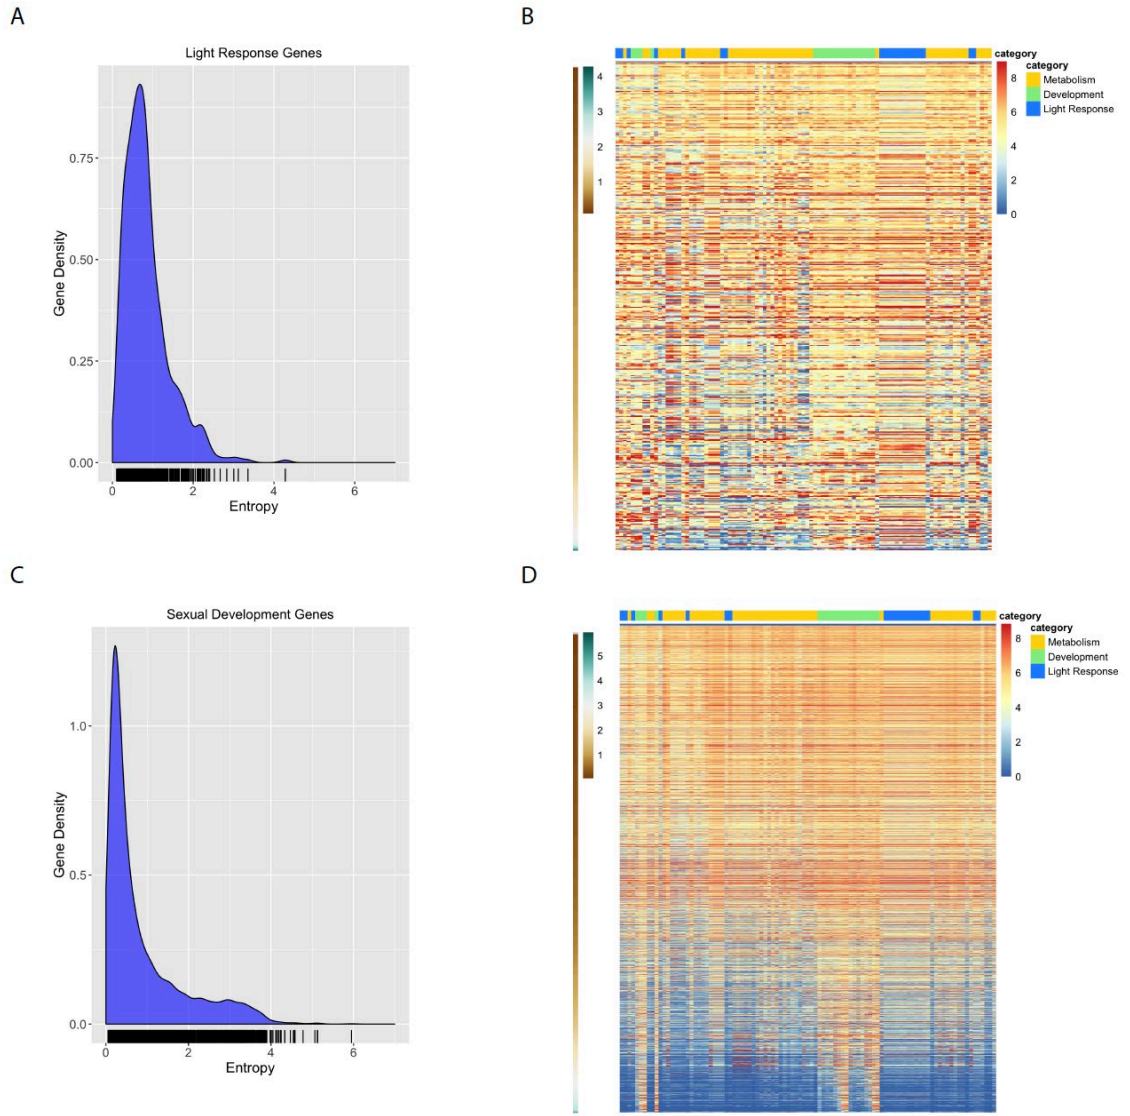 A
B
Light Response Genes
Gene Density
0.75
0.50
0.25
0.00
0
2
4
6
Entropy
4
3
2
1
category
8
6
4
2
0
category
Metabolism
Development
Light Response
C
D
Sexual Development Genes
Gene Density
1.0
0.5
0.0
0
2
4
6
Entropy
5
4
3
2
1
category
8
6
4
2
0
category
Metabolism
Development
Light Response